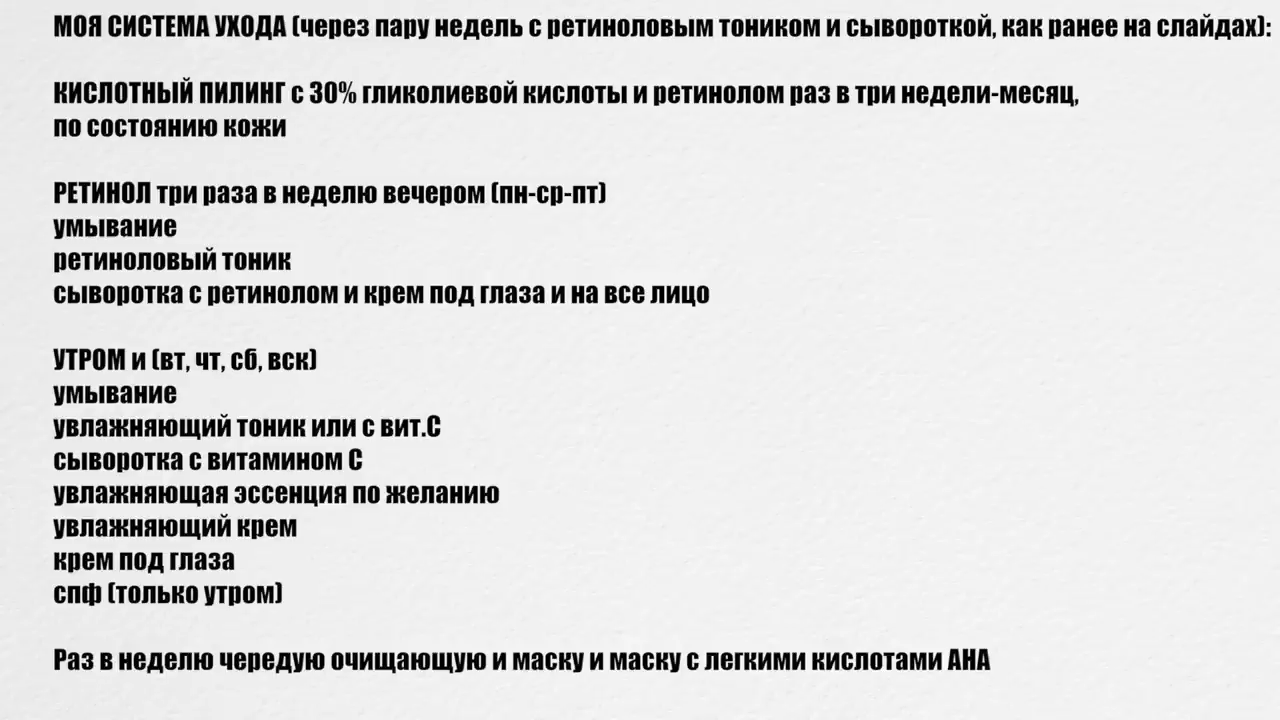 МОЯ СИСТЕМА УХОДА (через пару недель с ретиноловым тоником и сывороткой, как ранее на слайдах):
КИСЛОТНЫЙ ПИЛИНГ с 30% гликолиевой кислоты и ретинолом раз в три недели-месяц,
по состоянию кожи
РЕТИНОЛ три раза в неделю вечером (пн-ср-пт)
умывание
ретиноловый тоник
сыворотка с ретинолом и крем под глаза и на все лицо
УТРОМ и (вт, чт, сб, вск)
умывание
увлажняющий тоник или с вит.С
сыворотка с витамином С
увлажняющая эссенция по желанию
увлажняющий крем
крем под глаза
спф (только утром)
Раз в неделю чередую очищающую и маску и маску с легкими кислотами АНА